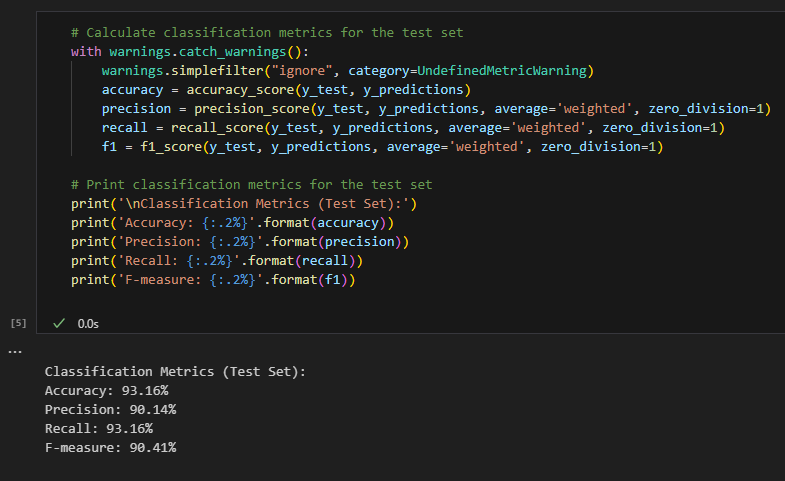 # Calculate classification metrics for the test set
with warnings.catch_warnings():
    warnings.simplefilter("ignore", category=UndefinedMetricWarning)
    accuracy = accuracy_score(y_test, y_predictions)
    precision = precision_score(y_test, y_predictions, average='weighted', zero_division=1)
    recall = recall_score(y_test, y_predictions, average='weighted', zero_division=1)
    f1 = f1_score(y_test, y_predictions, average='weighted', zero_division=1)

# Print classification metrics for the test set
print('\nClassification Metrics (Test Set):')
print('Accuracy: {:.2%}'.format(accuracy))
print('Precision: {:.2%}'.format(precision))
print('Recall: {:.2%}'.format(recall))
print('F-measure: {:.2%}'.format(f1))
[5] ✓ 0.0s
...
Classification Metrics (Test Set):
Accuracy: 93.16%
Precision: 90.14%
Recall: 93.16%
F-measure: 90.41%